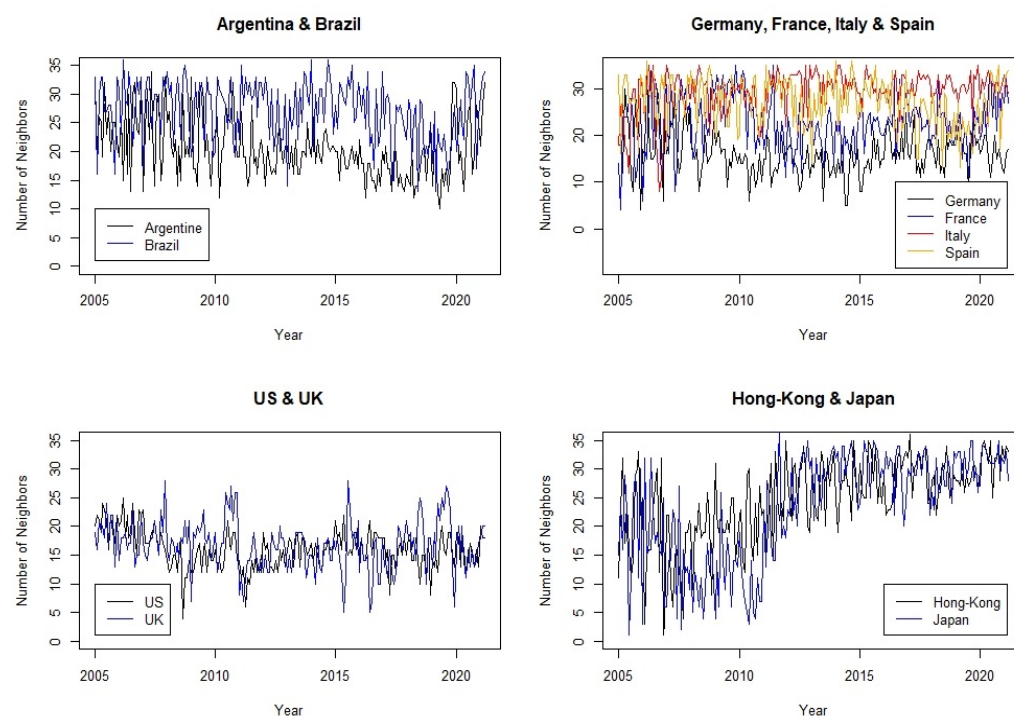 Argentina & Brazil
Number of Neighbors
35
30
25
20
15
10
5
0
Argentine
Brazil
2005 2010 2015 2020
Year
Germany, France, Italy & Spain
Number of Neighbors
30
20
10
0
Germany
France
Italy
Spain
2005 2010 2015 2020
Year
US & UK
Number of Neighbors
35
30
25
20
15
10
5
0
US
UK
2005 2010 2015 2020
Year
Hong-Kong & Japan
Number of Neighbors
35
30
25
20
15
10
5
0
Hong-Kong
Japan
2005 2010 2015 2020
Year